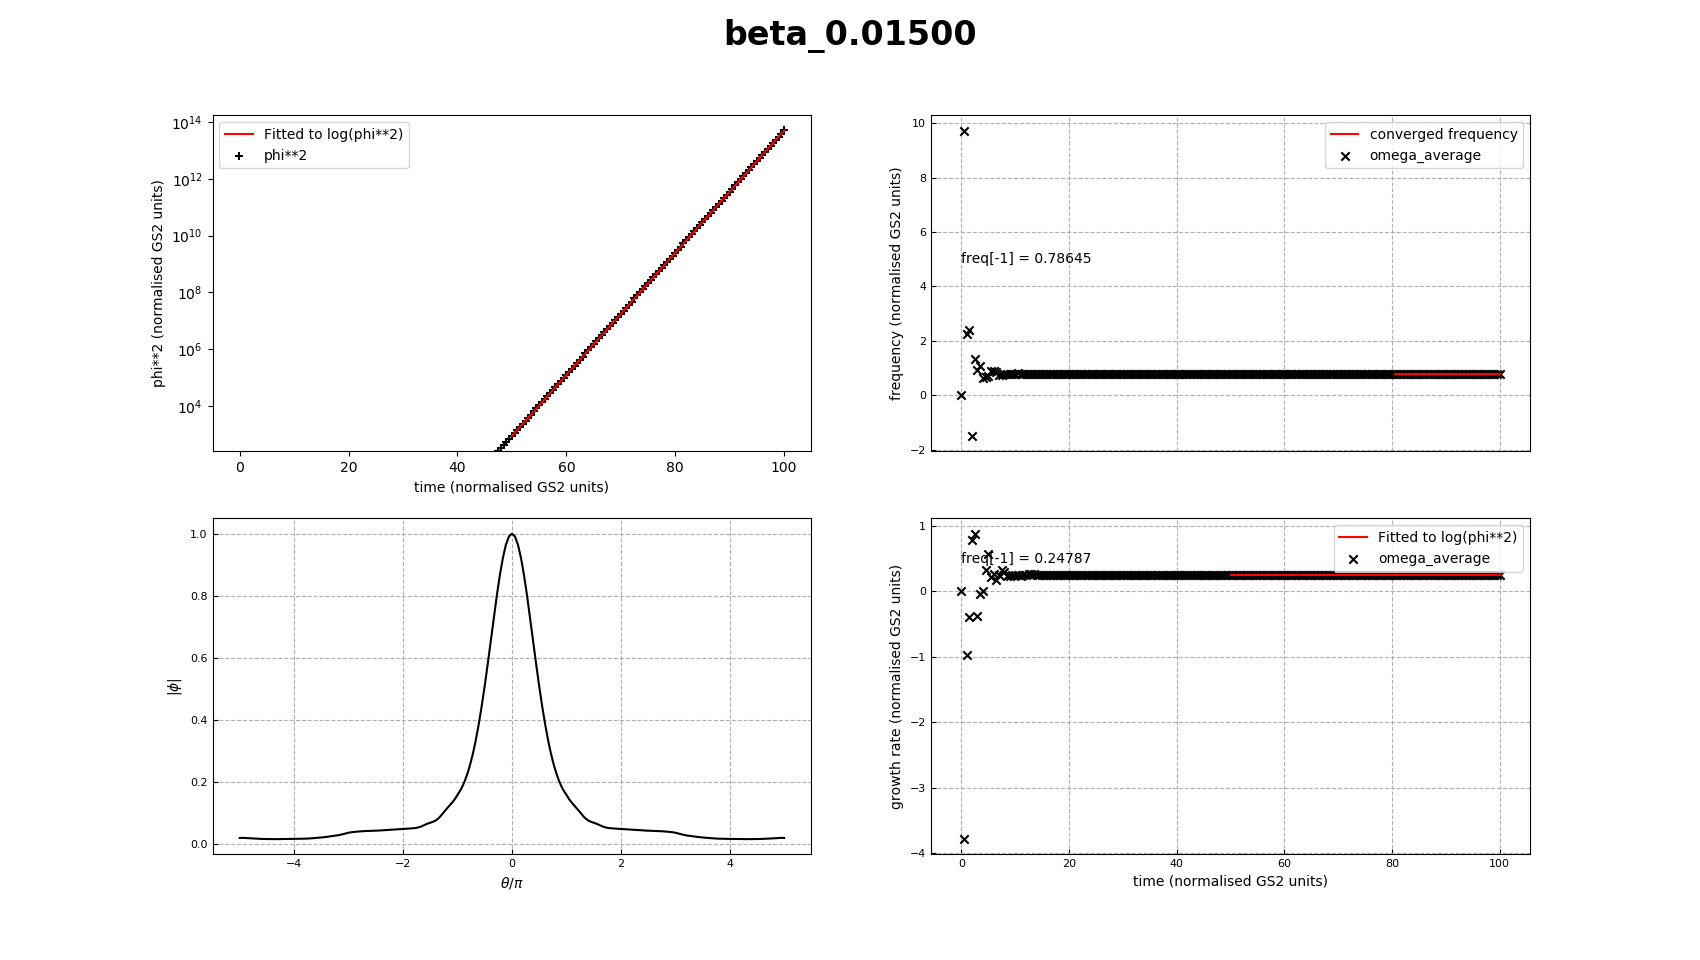 beta_0.01500
10^14
10^12
10^10
10^8
10^6
10^4
phi**2 (normalised GS2 units)
Fitted to log(phi**2)
phi**2
0 20 40 60 80 100
time (normalised GS2 units)
10
8
6
4
2
0
−2
frequency (normalised GS2 units)
converged frequency
omega_average
freq[-1] = 0.78645
1.0
0.8
0.6
0.4
0.2
0.0
|ϕ|
−4 −2 0 2 4
θ/π
1
0
−1
−2
−3
−4
growth rate (normalised GS2 units)
Fitted to log(phi**2)
omega_average
freq[-1] = 0.24787
0 20 40 60 80 100
time (normalised GS2 units)